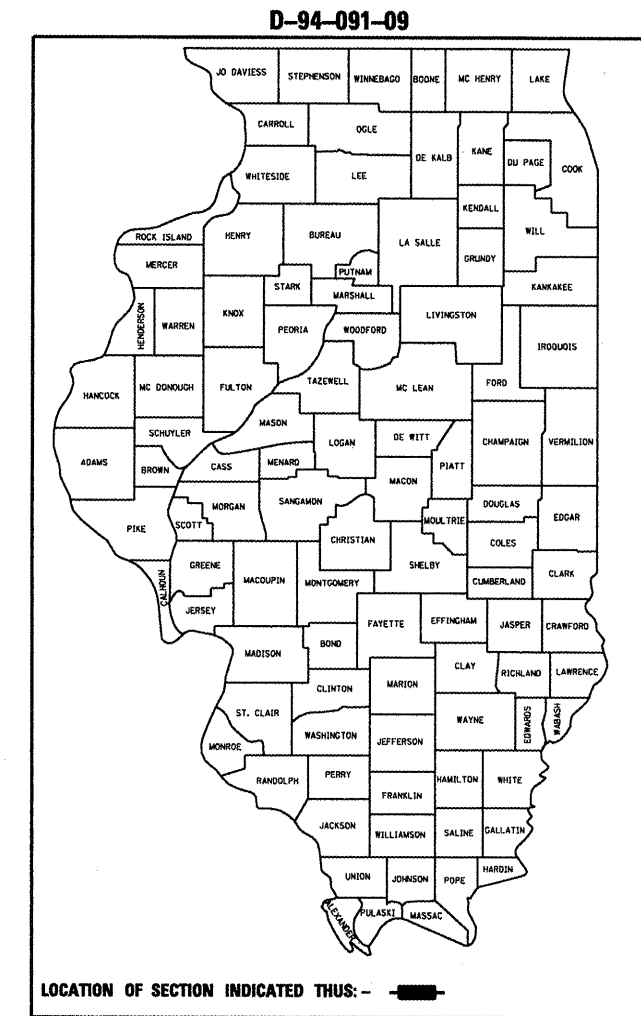 D-94-091-09
JO DAVIESS STEPHENSON WINNEBAGO BOONE MC HENRY LAKE
CARROLL OGLE DE KALB KANE DU PAGE COOK
WHITESIDE LEE KENDALL
ROCK ISLAND HENRY BUREAU LA SALLE GRUNDY WILL
MERCER PUTNAM KANKAKEE
STARK MARSHALL
HENDERSON WARREN KNOX PEORIA WOODFORD LIVINGSTON IROQUOIS
HANCOCK MC DONOUGH FULTON TAZEWELL MC LEAN FORD
SCHUYLER MASON LOGAN DE WITT CHAMPAIGN VERMILION
ADAMS BROWN CASS MENARD MACON PIATT
PIKE SCOTT MORGAN SANGAMON MOULTRIE DOUGLAS EDGAR
CHRISTIAN COLES
CALHOUN GREENE MACOUPIN MONTGOMERY SHELBY CUMBERLAND CLARK
JERSEY FAYETTE EFFINGHAM JASPER CRAWFORD
MADISON BOND CLAY RICHLAND LAWRENCE
CLINTON MARION
ST. CLAIR WAYNE EDWARDS WABASH
MONROE WASHINGTON JEFFERSON
RANDOLPH PERRY HAMILTON WHITE
FRANKLIN
JACKSON WILLIAMSON SALINE GALLATIN
UNION JOHNSON POPE HARDIN
ALEXANDER PULASKI MASSAC
LOCATION OF SECTION INDICATED THUS: -